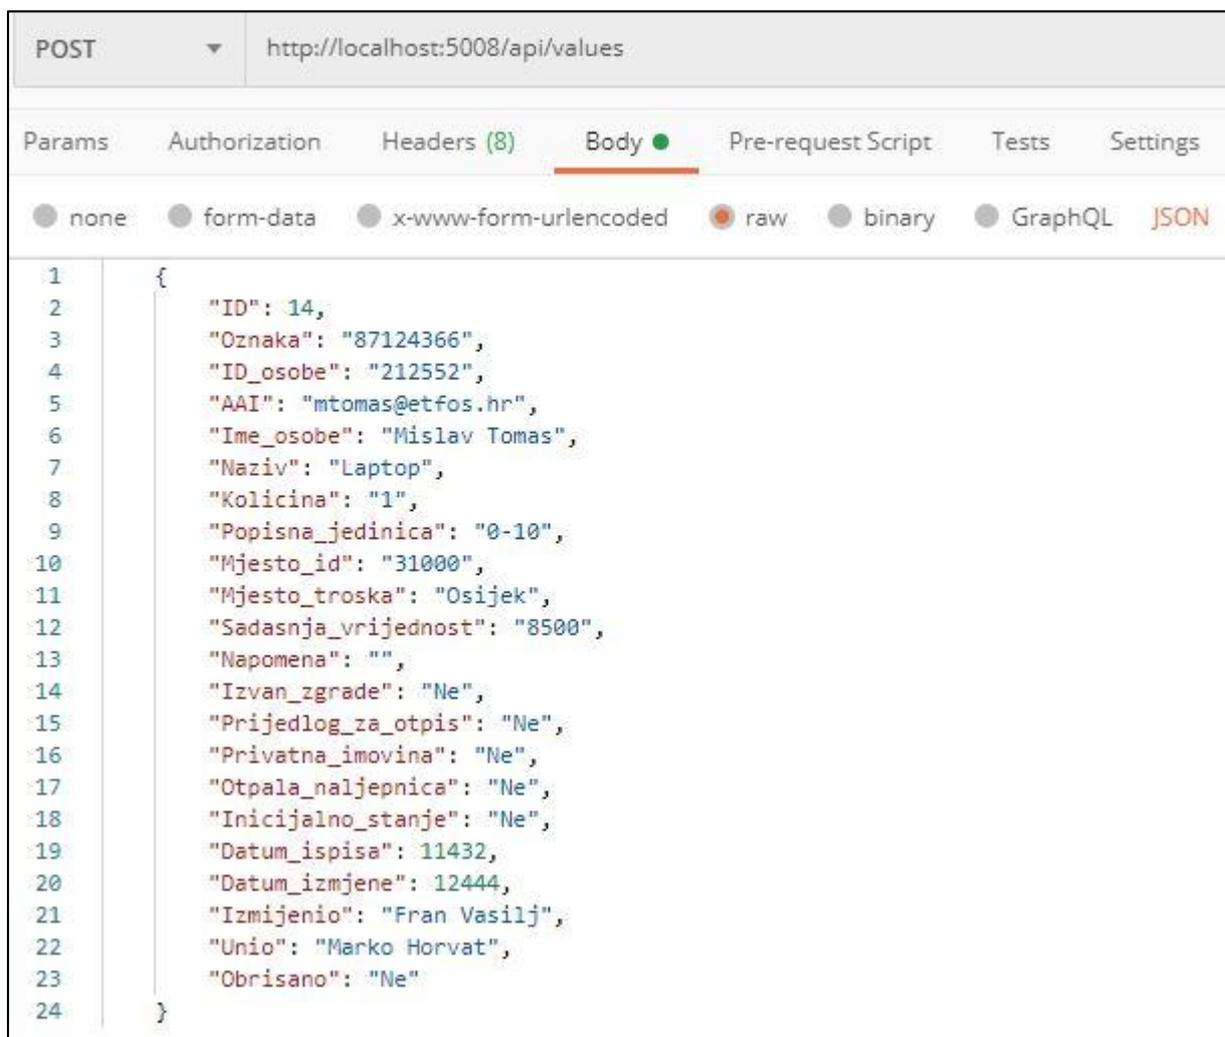 POST http://localhost:5008/api/values
Params Authorization Headers (8) Body Pre-request Script Tests Settings
none form-data x-www-form-urlencoded raw binary GraphQL JSON
1 {
2 "ID": 14,
3 "Oznaka": "87124366",
4 "ID_osobe": "212552",
5 "AAI": "mtomas@etfos.hr",
6 "Ime_osobe": "Mislav Tomas",
7 "Naziv": "Laptop",
8 "Kolicina": "1",
9 "Popisna_jedinica": "0-10",
10 "Mjesto_id": "31000",
11 "Mjesto_troska": "Osijek",
12 "Sadasnja_vrijednost": "8500",
13 "Napomena": "",
14 "Izvan_zgrade": "Ne",
15 "Prijedlog_za_otpis": "Ne",
16 "Privatna_imovina": "Ne",
17 "Otpala_naljepnica": "Ne",
18 "Inicijalno_stanje": "Ne",
19 "Datum_ispisa": 11432,
20 "Datum_izmjene": 12444,
21 "Izmijenio": "Fran Vasilj",
22 "Unio": "Marko Horvat",
23 "Obrisano": "Ne"
24 }